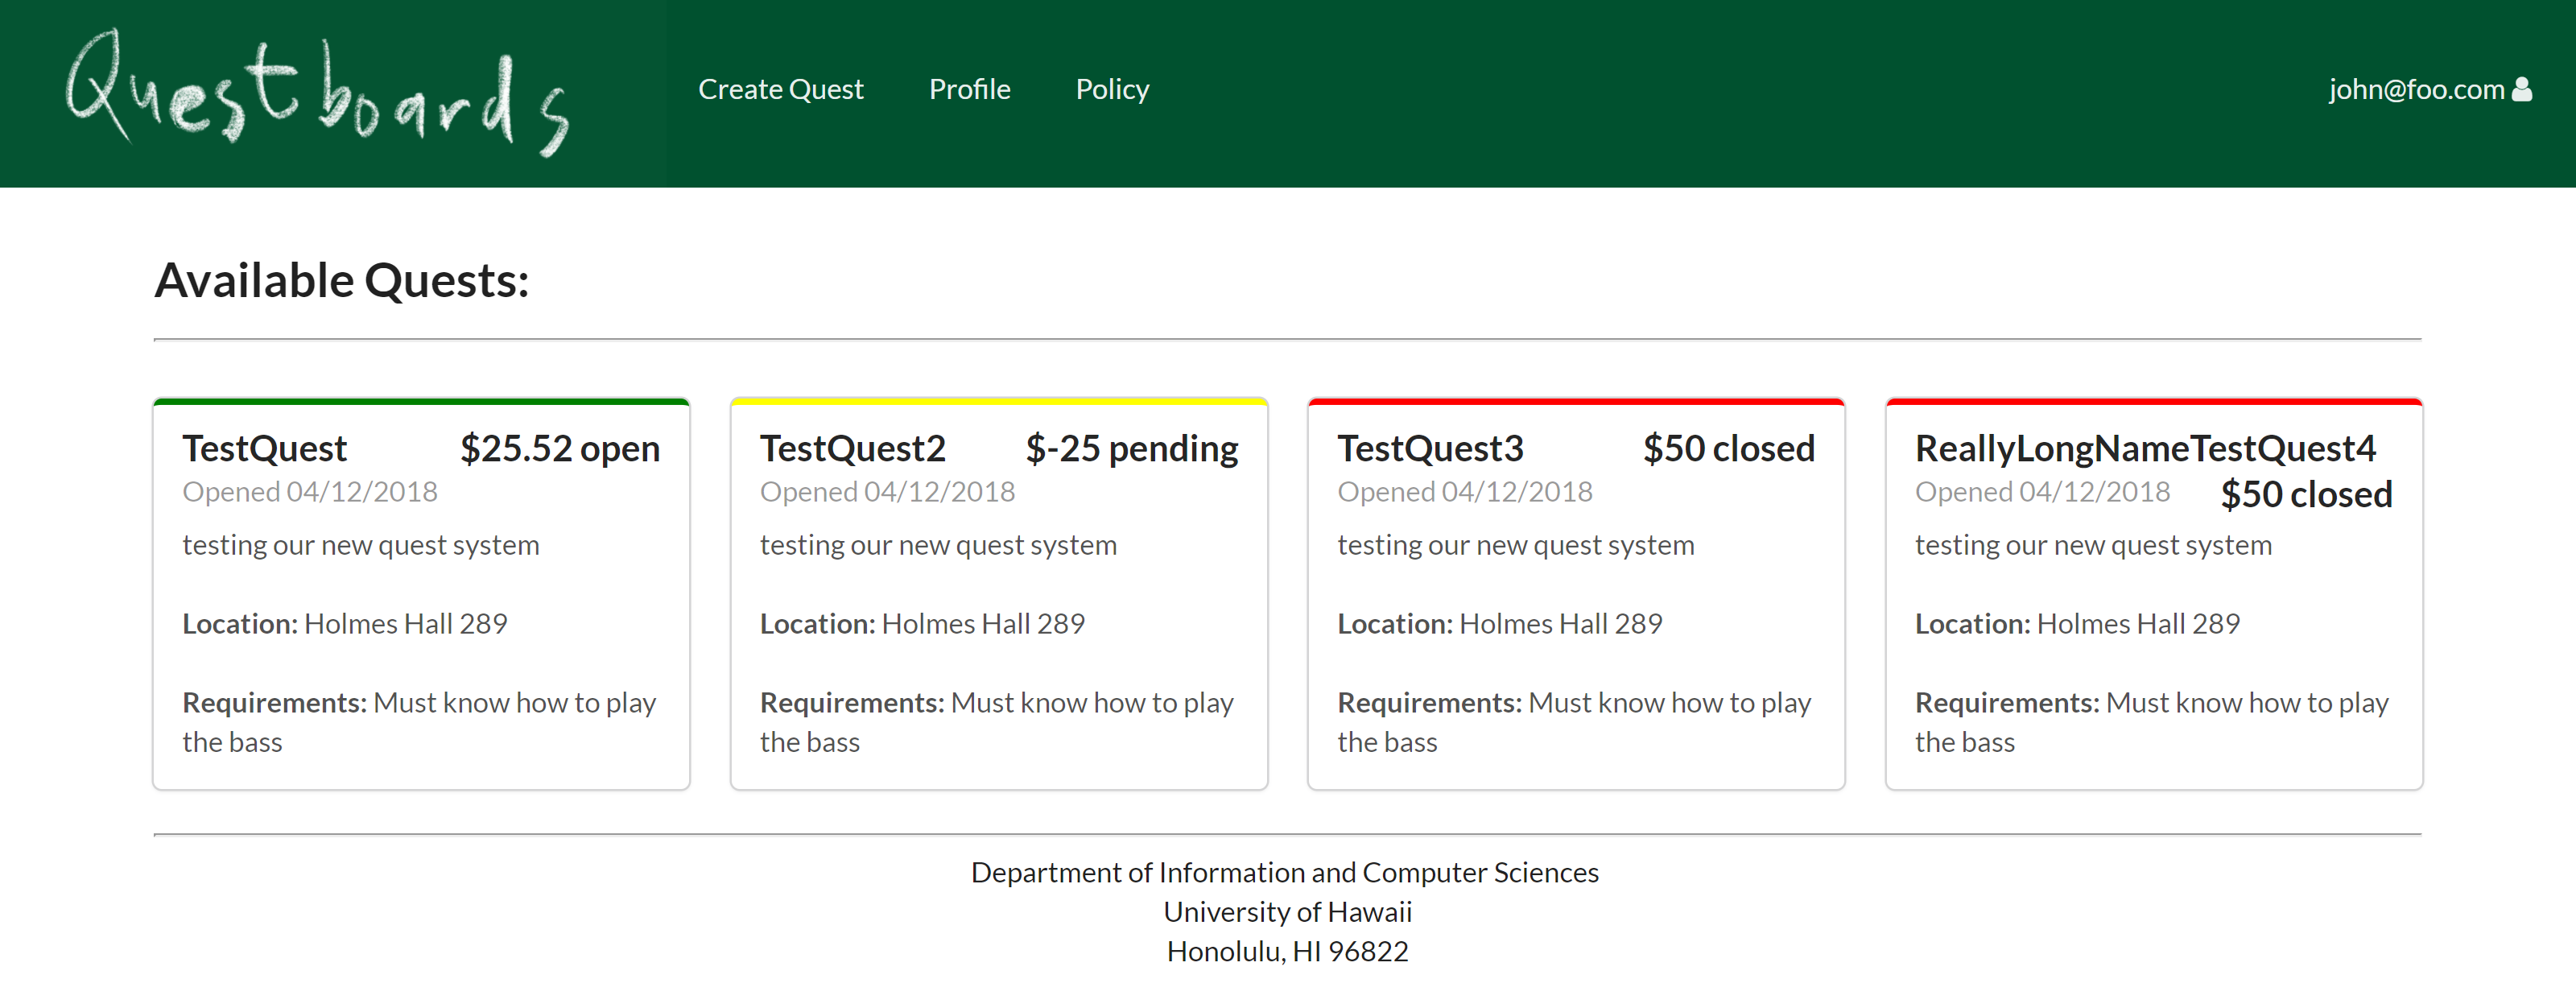 Questboards
Create Quest
Profile
Policy
john@foo.com
Available Quests:
TestQuest $25.52 open
Opened 04/12/2018
testing our new quest system
Location: Holmes Hall 289
Requirements: Must know how to play
the bass
TestQuest2 $-25 pending
Opened 04/12/2018
testing our new quest system
Location: Holmes Hall 289
Requirements: Must know how to play
the bass
TestQuest3 $50 closed
Opened 04/12/2018
testing our new quest system
Location: Holmes Hall 289
Requirements: Must know how to play
the bass
ReallyLongNameTestQuest4
Opened 04/12/2018 $50 closed
testing our new quest system
Location: Holmes Hall 289
Requirements: Must know how to play
the bass
Department of Information and Computer Sciences
University of Hawaii
Honolulu, HI 96822